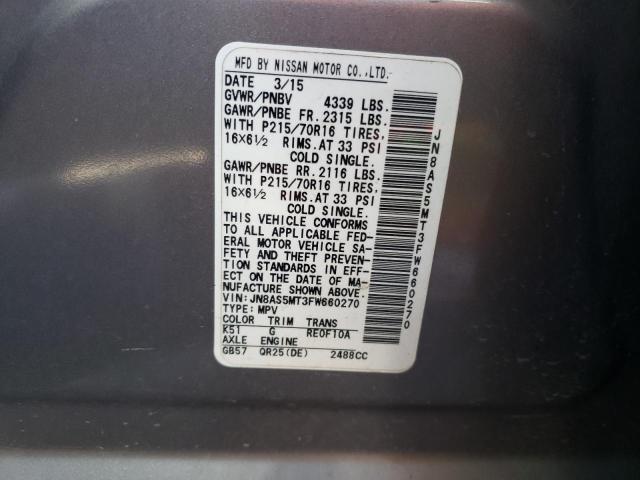 MFD BY NISSAN MOTOR CO.,LTD.
DATE 3/15
GVWR/PNBV 4339 LBS.
GAWR/PNBE FR. 2315 LBS.
WITH P215/70R16 TIRES,
16X6½ RIMS. AT 33 PSI
COLD SINGLE.
GAWR/PNBE RR. 2116 LBS.
WITH P215/70R16 TIRES,
16X6½ RIMS. AT 33 PSI
COLD SINGLE.
THIS VEHICLE CONFORMS
TO ALL APPLICABLE FED-
ERAL MOTOR VEHICLE SA-
FETY AND THEFT PREVEN-
TION STANDARDS IN EFF-
ECT ON THE DATE OF MA-
NUFACTURE SHOWN ABOVE.
VIN: JN8AS5MT3FW660270
TYPE: MPV
COLOR TRIM TRANS
K51 G RE0F10A
AXLE ENGINE
GB57 QR25(DE) 2488CC
JN8AS5MT3FW660270